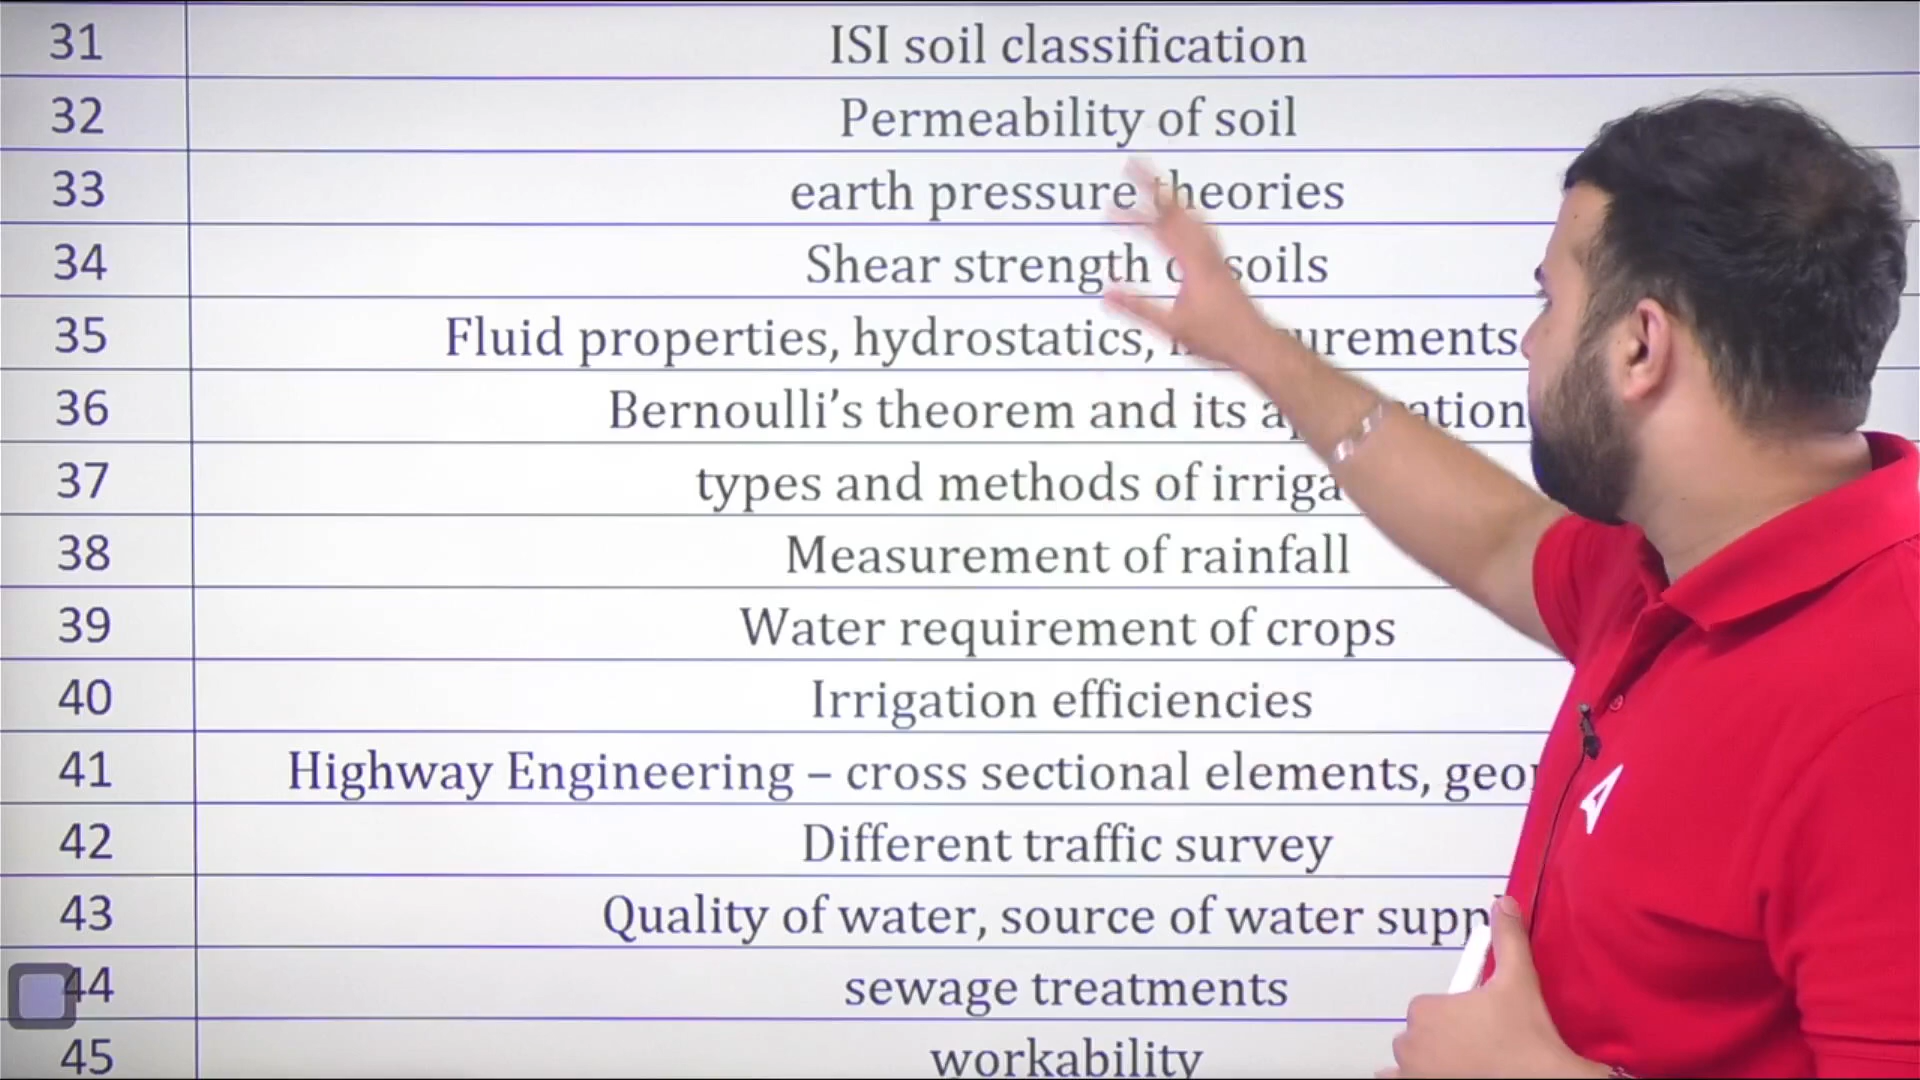 31 ISI soil classification
32 Permeability of soil
33 earth pressure theories
34 Shear strength soils
35 Fluid properties, hydrostatics,
36 Bernoulli's theorem and its
37 types and methods of
38 Measurement of rainfall
39 Water requirement of crops
40 Irrigation efficiencies
41 Highway Engineering – cross sectional elements,
42 Different traffic survey
43 Quality of water, source of water
44 sewage treatments
45 workability